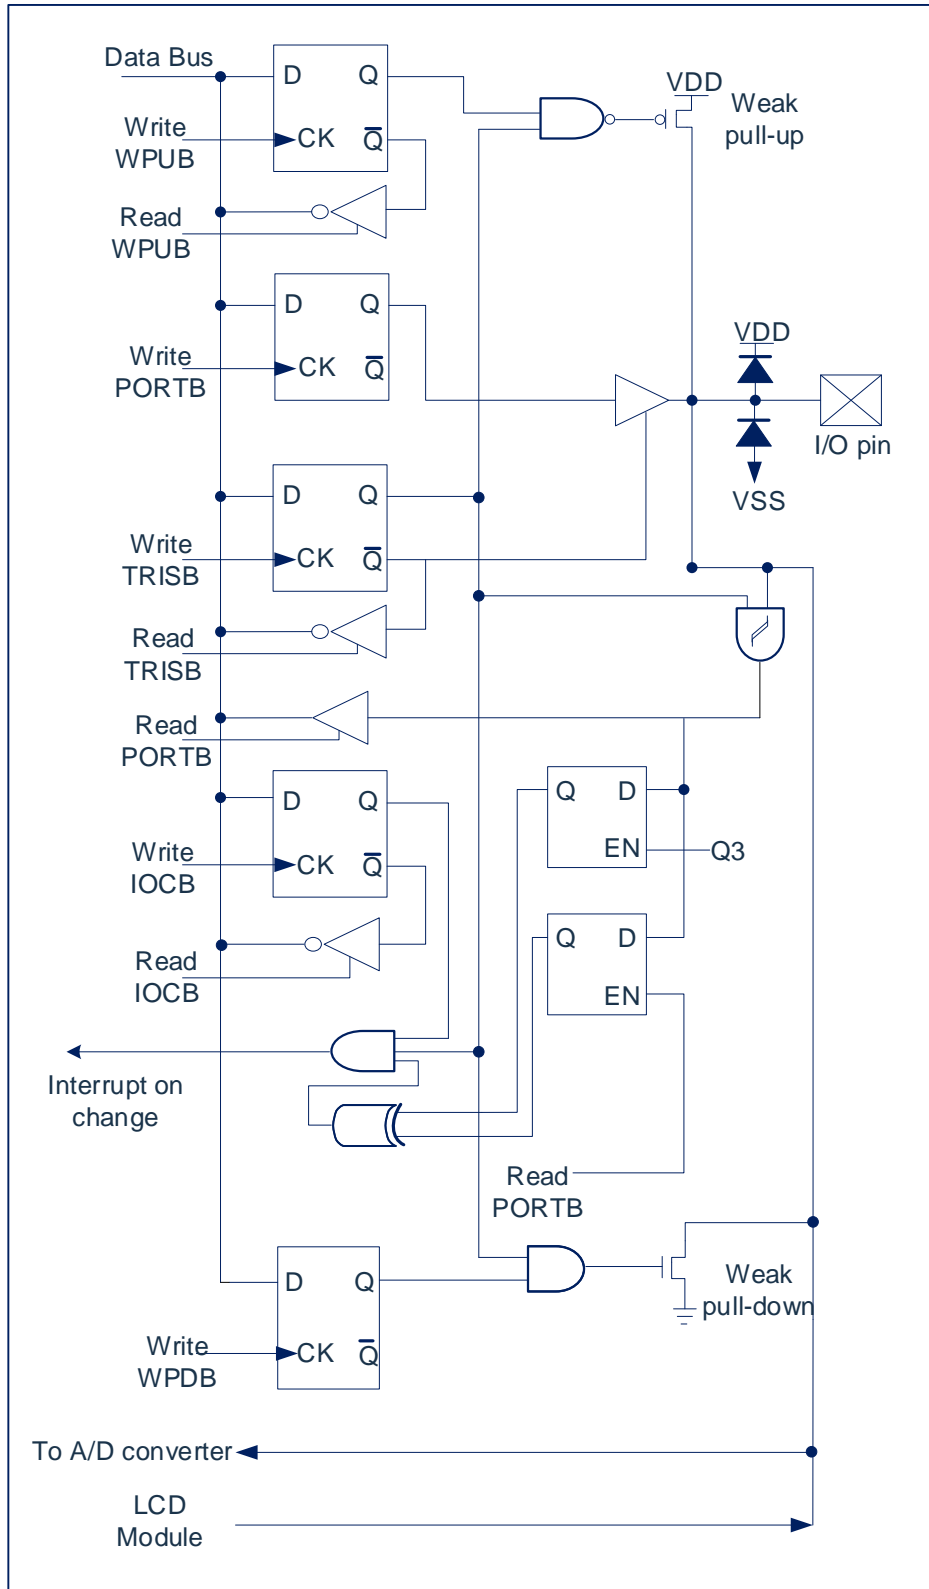 Data Bus
D
Q
VDD
Weak
pull-up
Write
WPUB
CK
Q
Read
WPUB
D
Q
VDD
Write
PORTB
CK
Q
I/O pin
VSS
D
Q
Write
TRISB
CK
Q
Read
TRISB
Read
PORTB
D
Q
Q
D
EN
Q3
Write
IOCB
CK
Q
Q
D
Read
IOCB
EN
Interrupt on
change
Read
PORTB
D
Q
Weak
pull-down
Write
WPDB
CK
Q
To A/D converter
LCD
Module